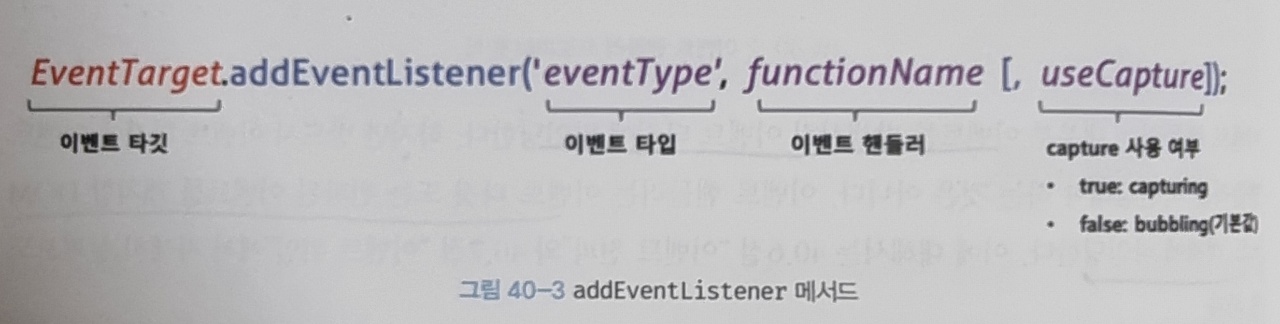 EventTarget.addEventListener('eventType', functionName [, useCapture]);
이벤트 타깃 이벤트 타입 이벤트 핸들러 capture 사용 여부
• true: capturing
• false: bubbling(기본값)
그림 40-3 addEventListener 메서드